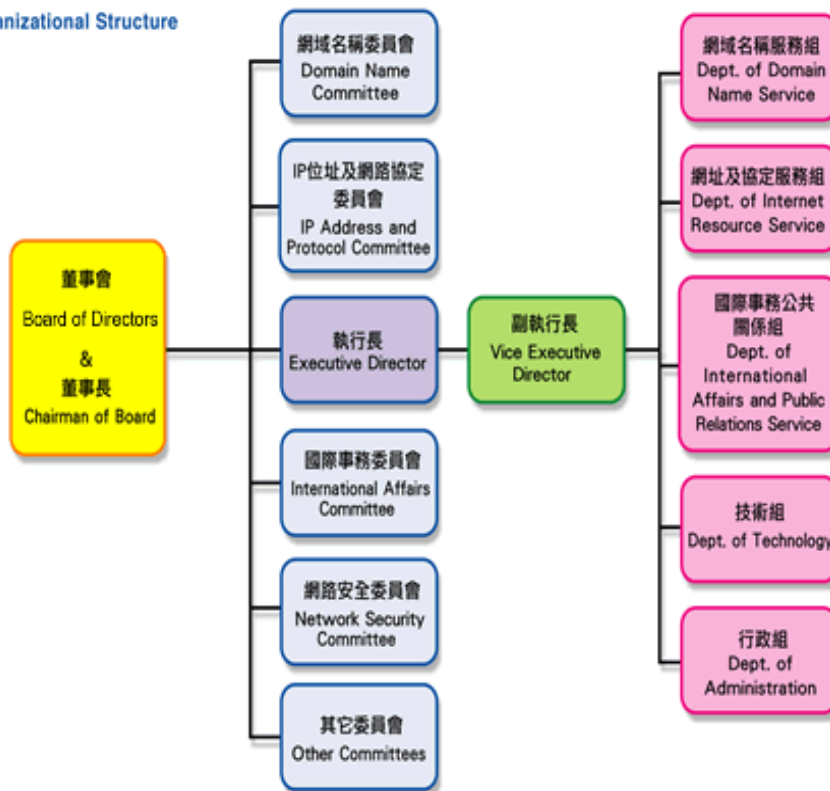 anizational Structure
網域名稱委員會
Domain Name
Committee
IP位址及網路協定
委員會
IP Address and
Protocol Committee
董事會
Board of Directors
&
董事長
Chairman of Board
執行長
Executive Director
副執行長
Vice Executive
Director
國際事務委員會
International Affairs
Committee
網路安全委員會
Network Security
Committee
其它委員會
Other Committees
網域名稱服務組
Dept. of Domain
Name Service
網址及協定服務組
Dept. of Internet
Resource Service
國際事務公共
關係組
Dept. of
International
Affairs and Public
Relations Service
技術組
Dept. of Technology
行政組
Dept. of
Administration